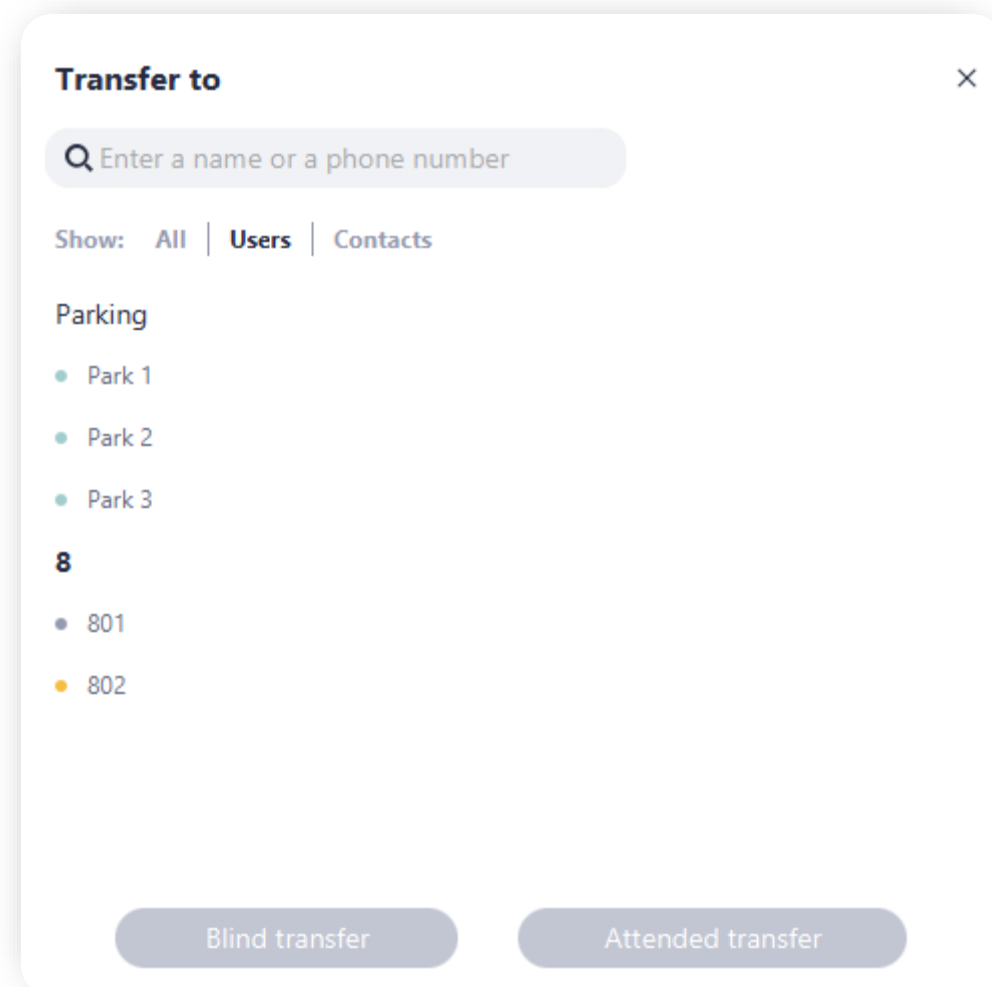 Transfer to
Enter a name or a phone number
Show: All Users Contacts
Parking
Park 1
Park 2
Park 3
8
801
802
Blind transfer Attended transfer